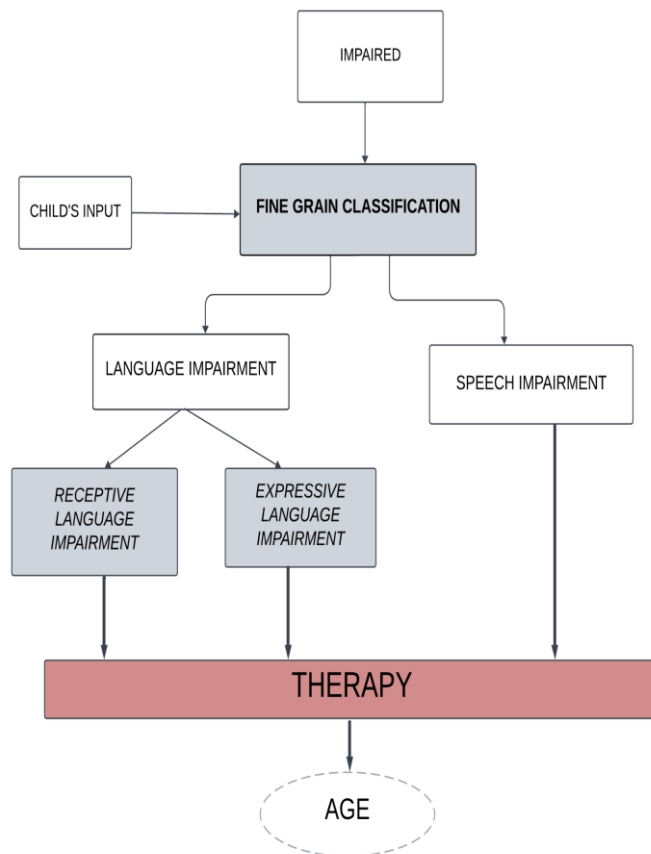 IMPAIRED
CHILD'S INPUT
FINE GRAIN CLASSIFICATION
LANGUAGE IMPAIRMENT
SPEECH IMPAIRMENT
RECEPTIVE
LANGUAGE
IMPAIRMENT
EXPRESSIVE
LANGUAGE
IMPAIRMENT
THERAPY
AGE